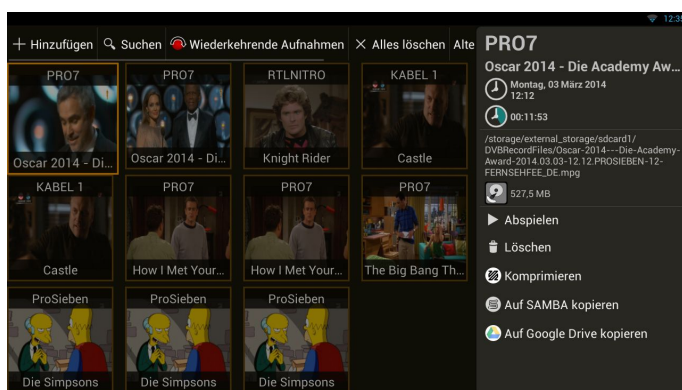 12:35
+ Hinzufügen
Suchen
Wiederkehrende Aufnahmen
Alles löschen
Alte
PRO7
Oscar 2014 - Di...
PRO7
Oscar 2014 - Di...
RTLNITRO
Knight Rider
KABEL 1
Castle
KABEL 1
Castle
PRO7
How I Met Your...
PRO7
How I Met Your...
PRO7
The Big Bang Th...
ProSieben
Die Simpsons
ProSieben
Die Simpsons
ProSieben
Die Simpsons
PRO7
Oscar 2014 - Die Academy Aw...
Montag, 03 März 2014
12:12
00:11:53
/storage/external_storage/sdcard1/
DVBRecordFiles/Oscar-2014---Die-Academy-
Award-2014.03.03-12.12.PROSIEBEN-12-
FERNSEHFEE_DE.mpg
527,5 MB
Abspielen
Löschen
Komprimieren
Auf SAMBA kopieren
Auf Google Drive kopieren